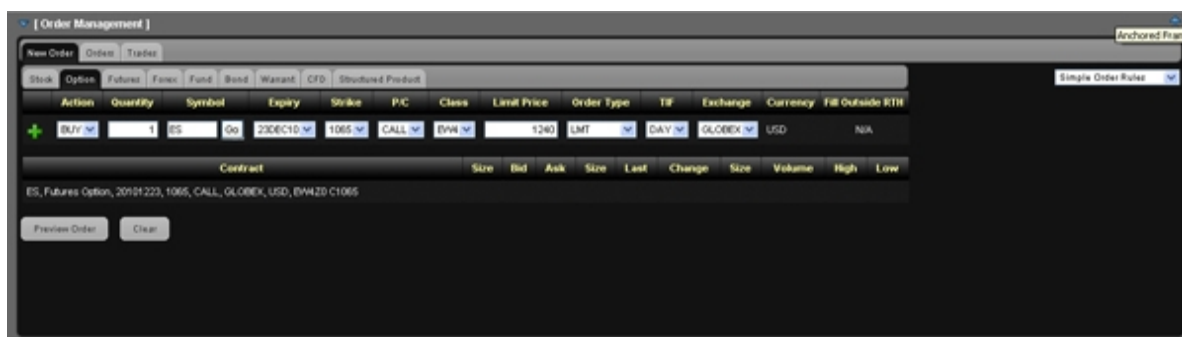 [ Order Management ]
Anchored Fram
New Order Orders Trades
Stock Option Futures Forex Fund Bond Warrant CFD Structured Product
Simple Order Rules
Action Quantity Symbol Expiry Strike P/C Class Limit Price Order Type TIF Exchange Currency Fill Outside RTH
BUY 1 ES Go 23DEC10 1065 CALL EW4 1240 LMT DAY GLOBEX USD N/A
Contract Size Bid Ask Size Last Change Size Volume High Low
ES, Futures Option, 20101223, 1065, CALL, GLOBEX, USD, EW4Z0 C1065
Preview Order Clear